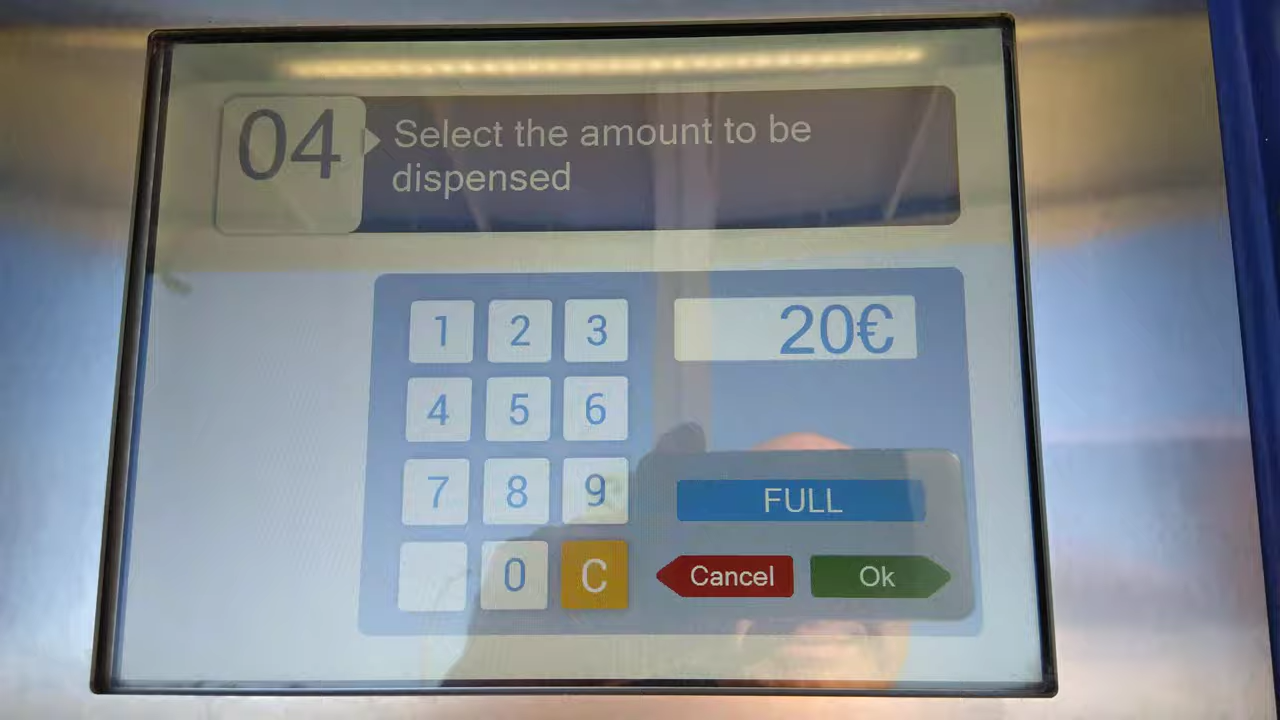 04
Select the amount to be
dispensed
1 2 3
20€
4 5 6
7 8 9
FULL
0 C
Cancel Ok